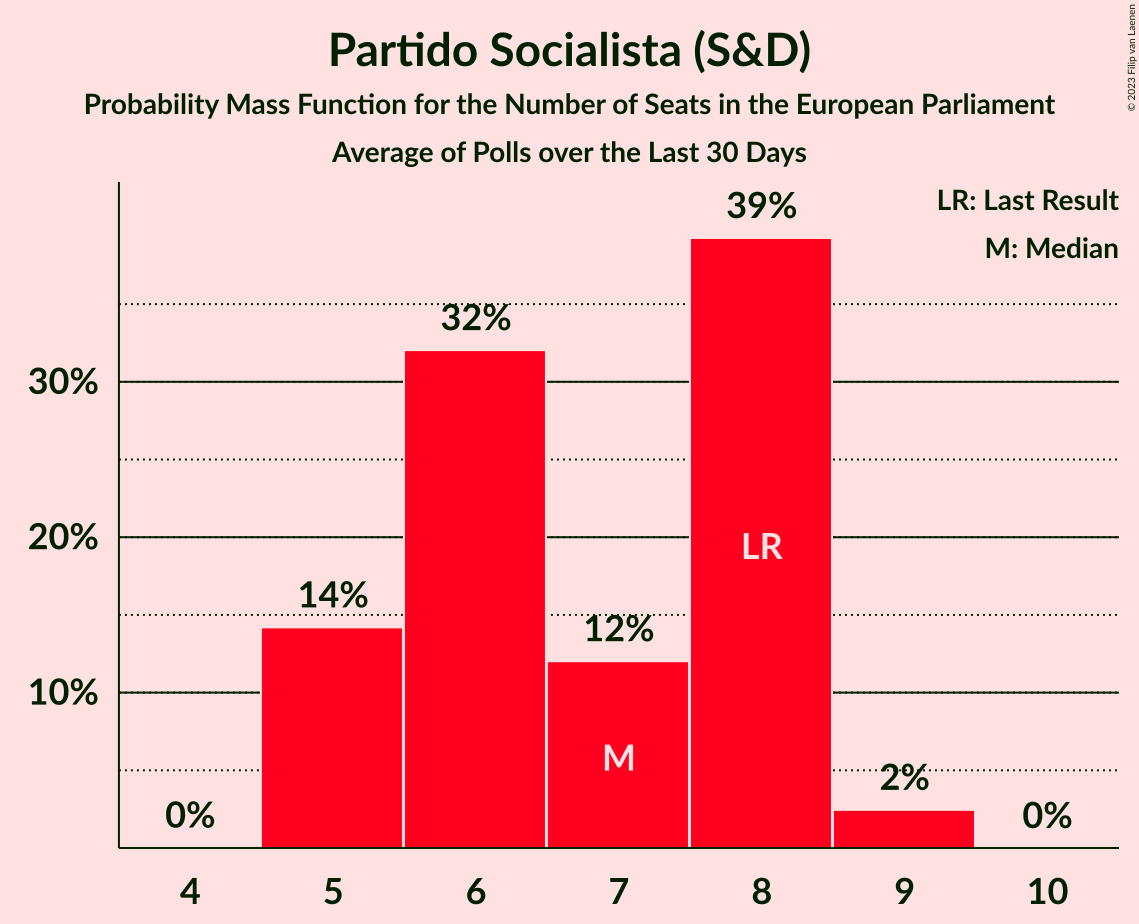 Partido Socialista (S&D)
Probability Mass Function for the Number of Seats in the European Parliament
Average of Polls over the Last 30 Days
© 2023 Filip van Laenen
LR: Last Result
M: Median
39%
32%
30%
20%
LR
14%
12%
10%
M
2%
0%
0%
4 5 6 7 8 9 10